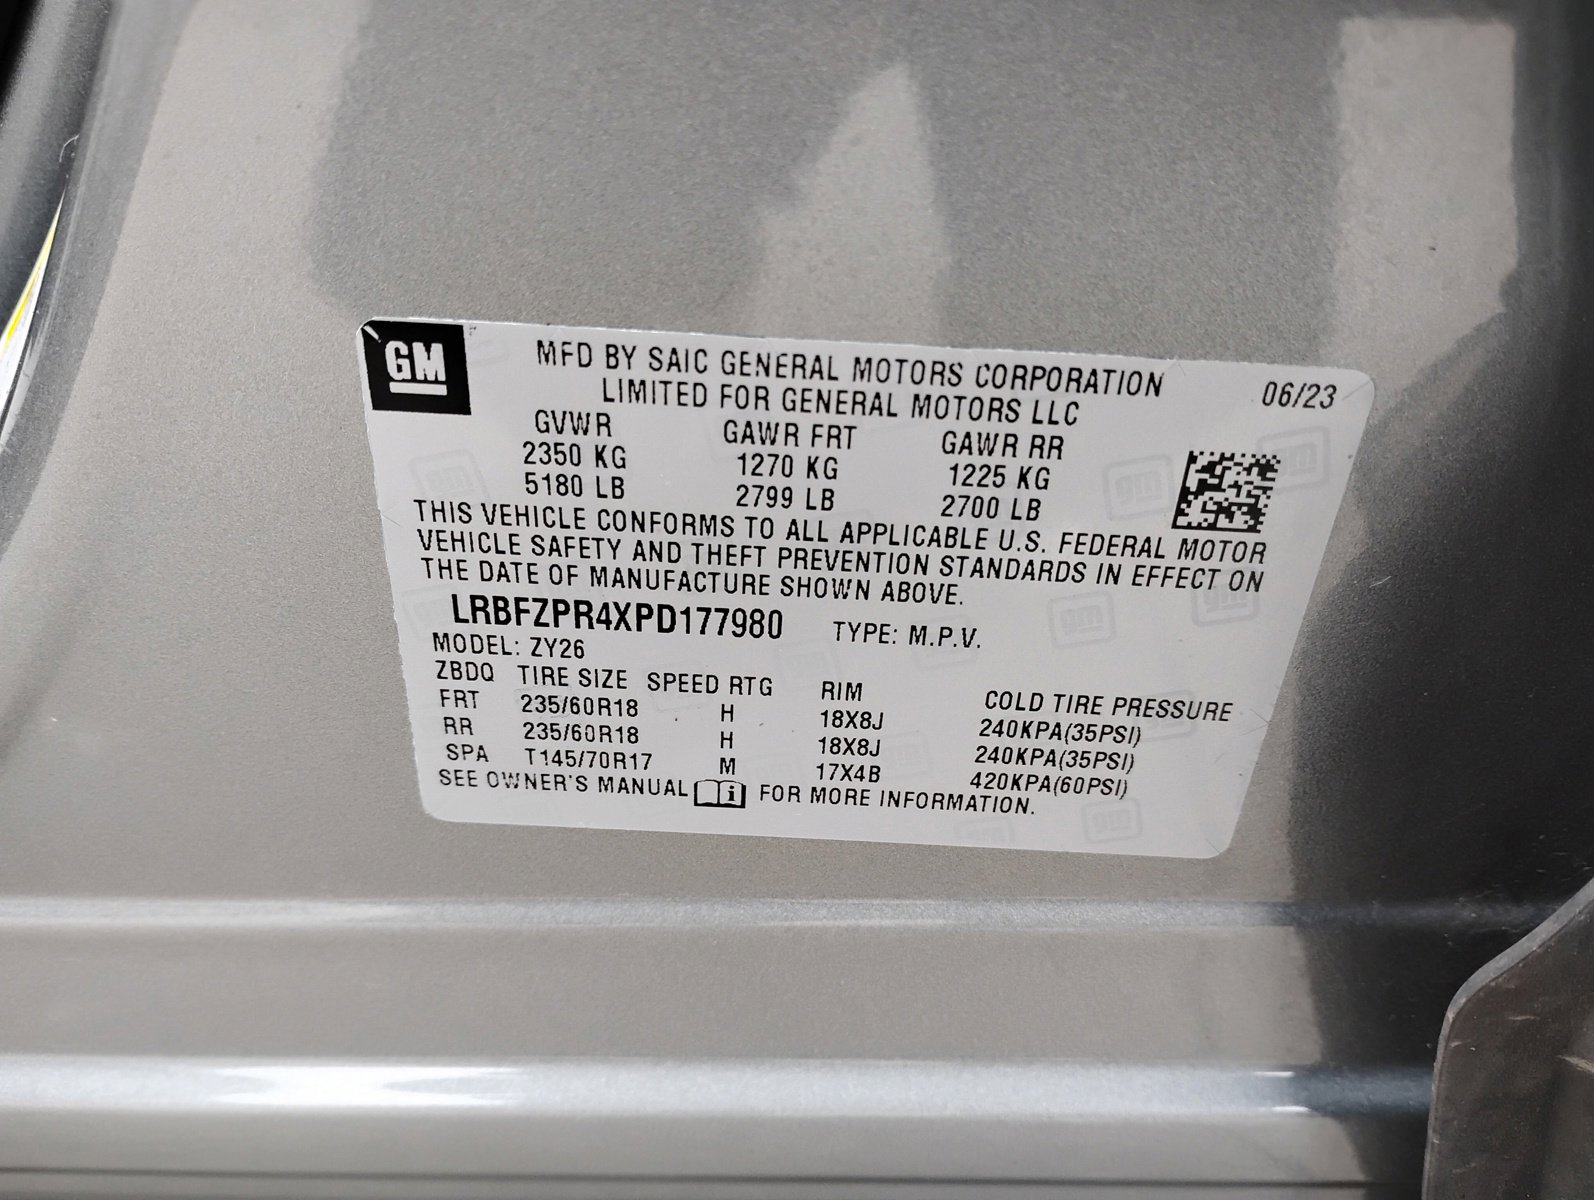 GM
MFD BY SAIC GENERAL MOTORS CORPORATION
LIMITED FOR GENERAL MOTORS LLC
06/23
GVWR GAWR FRT GAWR RR
2350 KG 1270 KG 1225 KG
5180 LB 2799 LB 2700 LB
THIS VEHICLE CONFORMS TO ALL APPLICABLE U.S. FEDERAL MOTOR
VEHICLE SAFETY AND THEFT PREVENTION STANDARDS IN EFFECT ON
THE DATE OF MANUFACTURE SHOWN ABOVE.
LRBFZPR4XPD177980 TYPE: M.P.V.
MODEL: ZY26
ZBDQ TIRE SIZE SPEED RTG RIM COLD TIRE PRESSURE
FRT 235/60R18 H 18X8J 240KPA(35PSI)
RR 235/60R18 H 18X8J 240KPA(35PSI)
SPA T145/70R17 M 17X4B 420KPA(60PSI)
SEE OWNER'S MANUAL i FOR MORE INFORMATION.